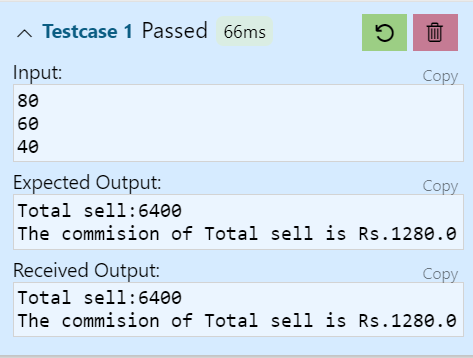 Testcase 1 Passed 66ms
Input:
Copy
80
60
40
Expected Output:
Copy
Total sell:6400
The commision of Total sell is Rs.1280.0
Received Output:
Copy
Total sell:6400
The commision of Total sell is Rs.1280.0